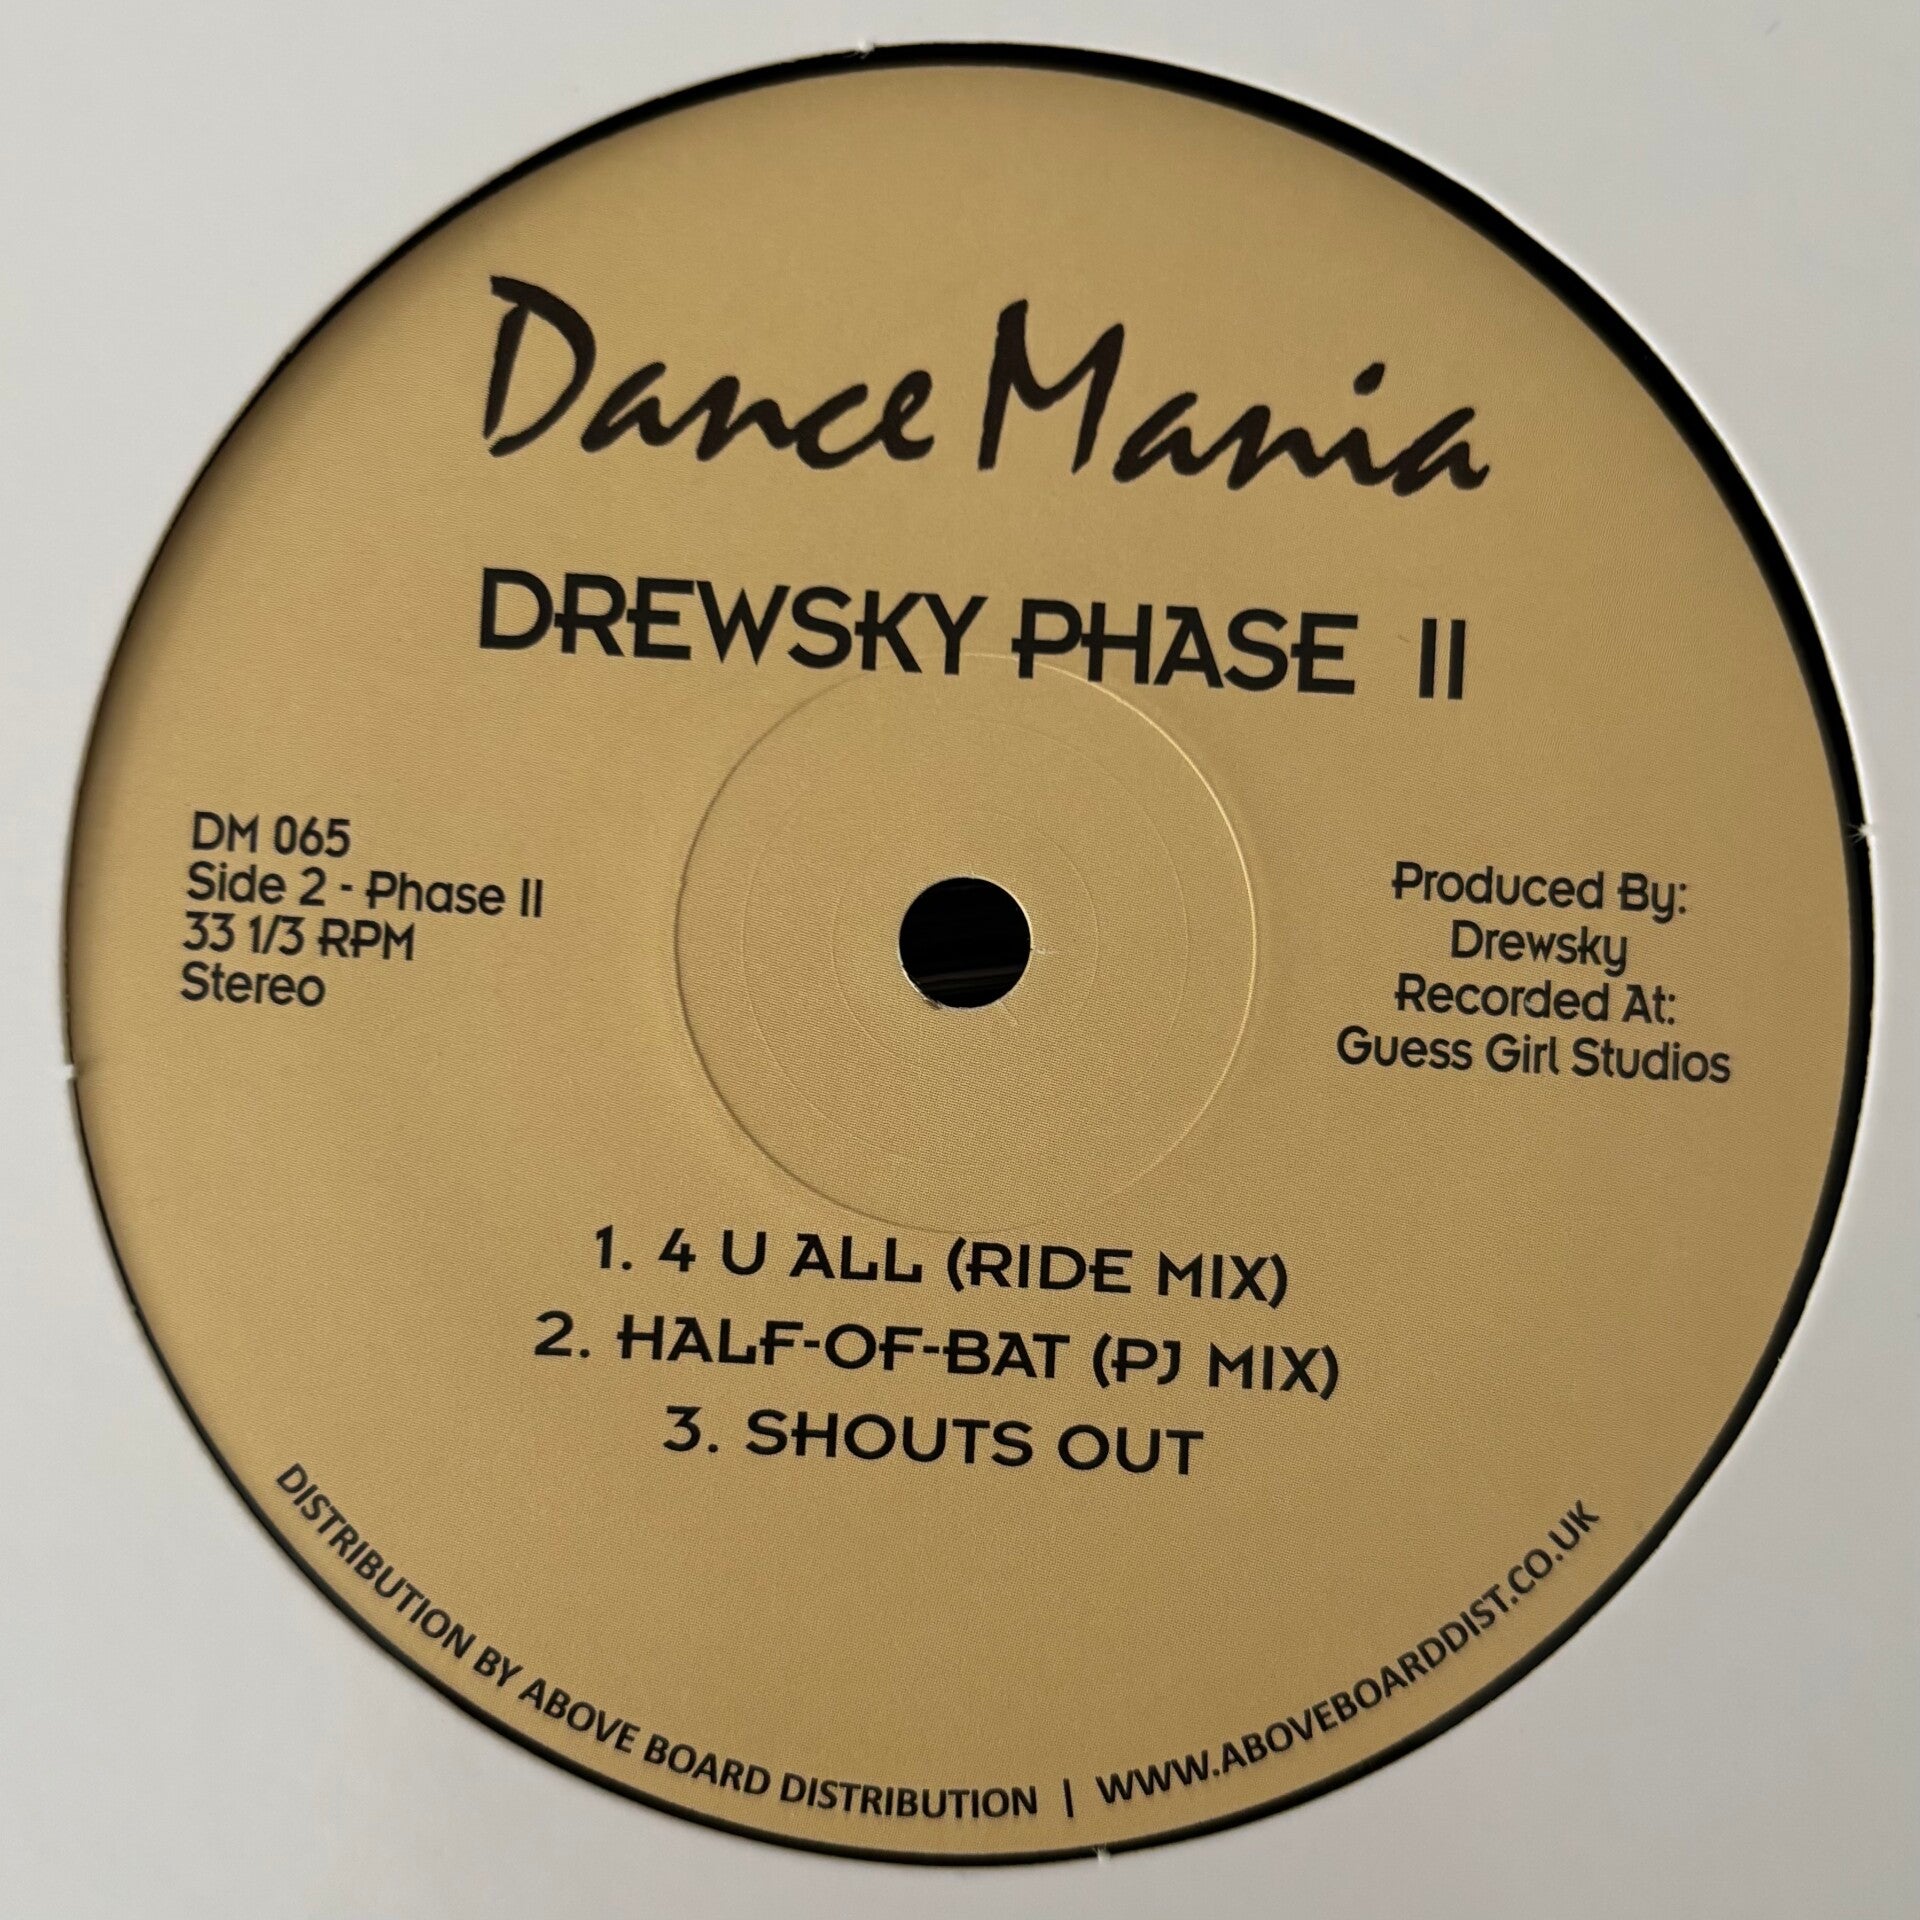 Dance Mania
DREWSKY PHASE II
DM 065
Side 2 - Phase II
33 1/3 RPM
Stereo
Produced By:
Drewsky
Recorded At:
Guess Girl Studios
1. 4 U ALL (RIDE MIX)
2. HALF-OF-BAT (PJ MIX)
3. SHOUTS OUT
DISTRIBUTION BY ABOVE BOARD DISTRIBUTION | WWW.ABOVEBOARDDIST.CO.UK